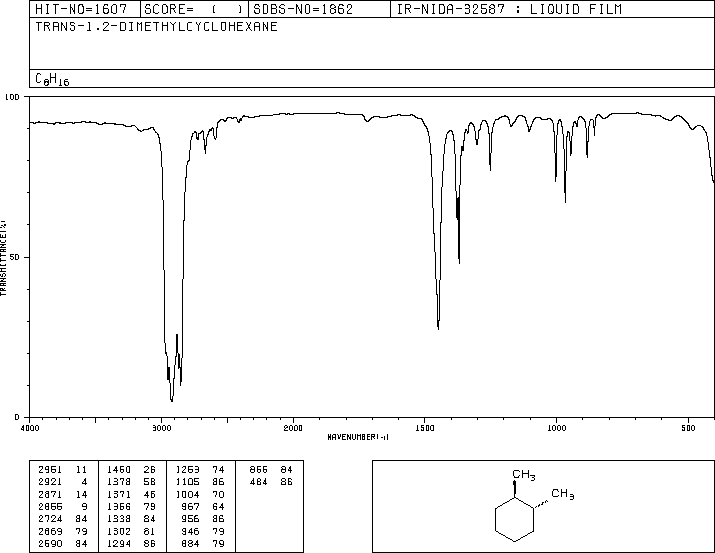 HIT-NO=1607 SCORE= ( ) SDBS-NO=1862 IR-NIDA-32587 : LIQUID FILM
TRANS-1,2-DIMETHYLCYCLOHEXANE
C8H16
TRANSMITTANCE(%)
100
50
0
4000 3000 2000 1500 1000 500
WAVENUMBER(-1)
2951 11 1460 26 1253 74 855 84
2921 4 1378 58 1105 86 484 86
2871 14 1371 46 1004 70
2855 9 1366 79 967 64
2724 84 1338 84 956 86
2669 79 1302 81 946 79
2590 84 1294 86 884 79
CH3
CH3